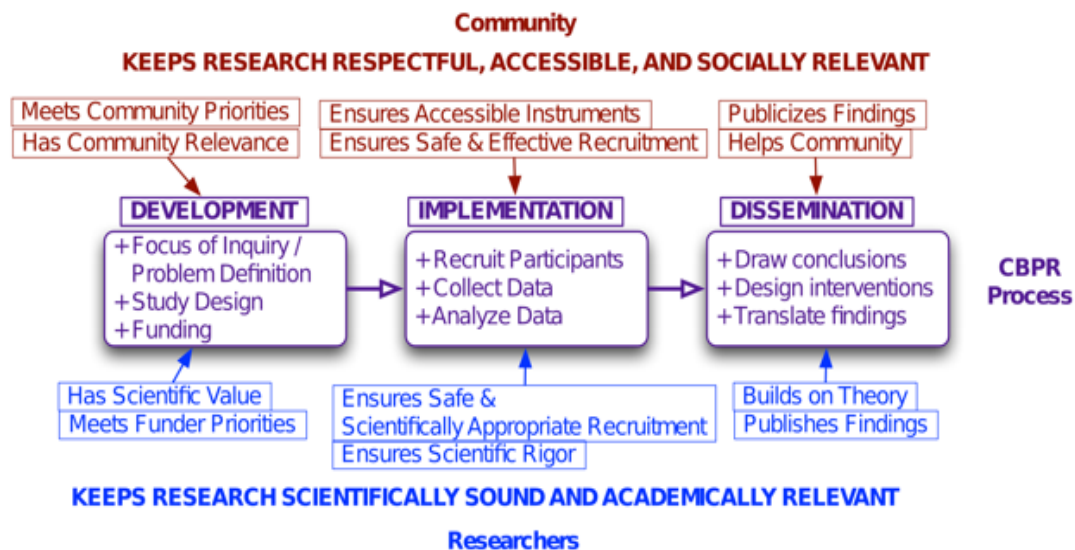 Community
KEEPS RESEARCH RESPECTFUL, ACCESSIBLE, AND SOCIALLY RELEVANT
Meets Community Priorities
Has Community Relevance
Ensures Accessible Instruments
Ensures Safe & Effective Recruitment
Publicizes Findings
Helps Community
DEVELOPMENT
+ Focus of Inquiry /
Problem Definition
+ Study Design
+ Funding
IMPLEMENTATION
+ Recruit Participants
+ Collect Data
+ Analyze Data
DISSEMINATION
+ Draw conclusions
+ Design interventions
+ Translate findings
CBPR
Process
Has Scientific Value
Meets Funder Priorities
Ensures Safe &
Scientifically Appropriate Recruitment
Ensures Scientific Rigor
Builds on Theory
Publishes Findings
KEEPS RESEARCH SCIENTIFICALLY SOUND AND ACADEMICALLY RELEVANT
Researchers